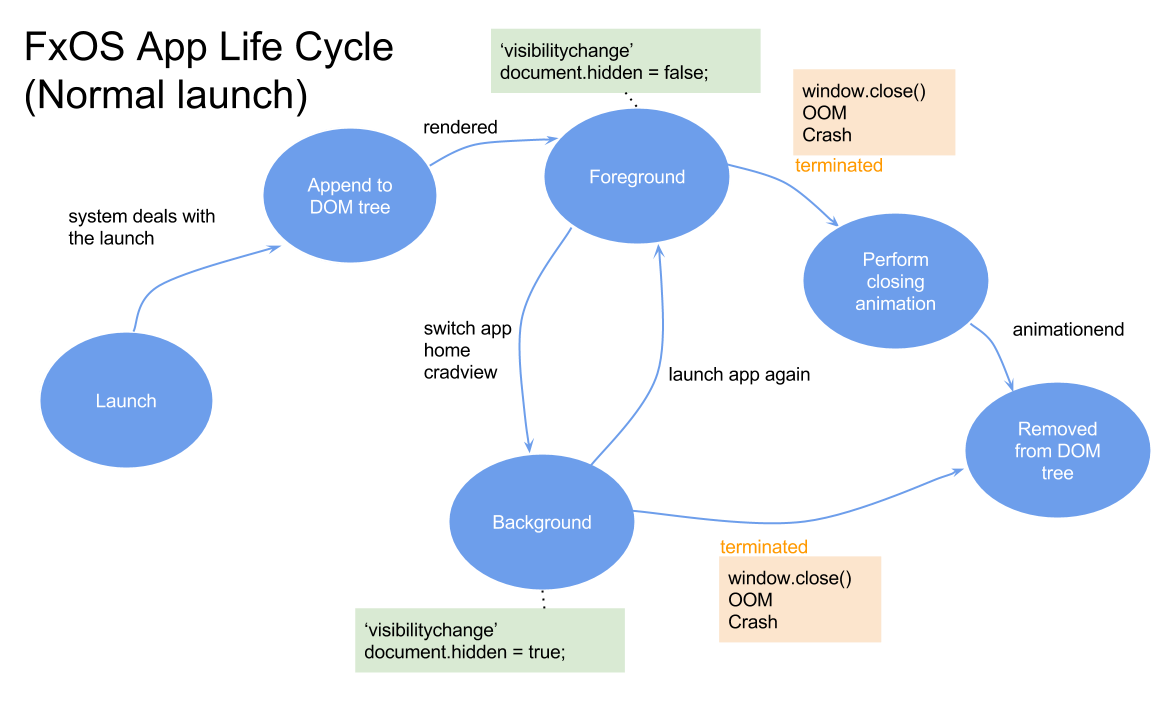 FxOS App Life Cycle
(Normal launch)
‘visibilitychange’
document.hidden = false;
window.close()
OOM
Crash
terminated
rendered
Append to
DOM tree
Foreground
system deals with
the launch
Perform
closing
animation
animationend
switch app
home
cradview
launch app again
Launch
Removed
from DOM
tree
Background
terminated
window.close()
OOM
Crash
‘visibilitychange’
document.hidden = true;